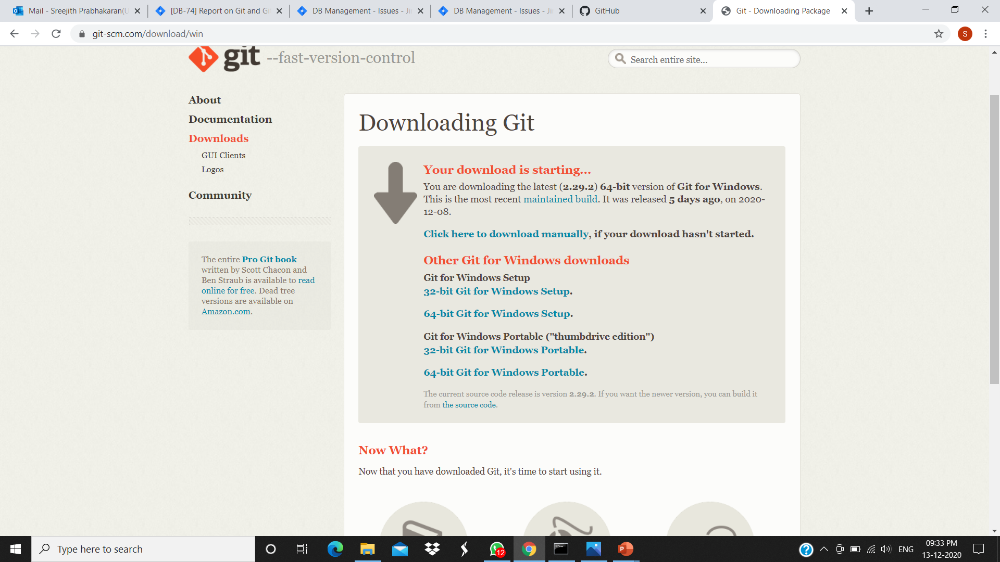 Mail - Sreejith Prabhakaran(U
[DB-74] Report on Git and Gi
DB Management - Issues - Ji
DB Management - Issues - Ji
GitHub
Git - Downloading Package
git-scm.com/download/win
S
git --fast-version-control
Search entire site...
About
Documentation
Downloads
GUI Clients
Logos
Community
The entire Pro Git book
written by Scott Chacon and
Ben Straub is available to read
online for free. Dead tree
versions are available on
Amazon.com.
Downloading Git
Your download is starting...
You are downloading the latest (2.29.2) 64-bit version of Git for Windows.
This is the most recent maintained build. It was released 5 days ago, on 2020-
12-08.
Click here to download manually, if your download hasn't started.
Other Git for Windows downloads
Git for Windows Setup
32-bit Git for Windows Setup.
64-bit Git for Windows Setup.
Git for Windows Portable ("thumbdrive edition")
32-bit Git for Windows Portable.
64-bit Git for Windows Portable.
The current source code release is version 2.29.2. If you want the newer version, you can build it
from the source code.
Now What?
Now that you have downloaded Git, it's time to start using it.
Type here to search
12
P
ENG
09:33 PM
13-12-2020